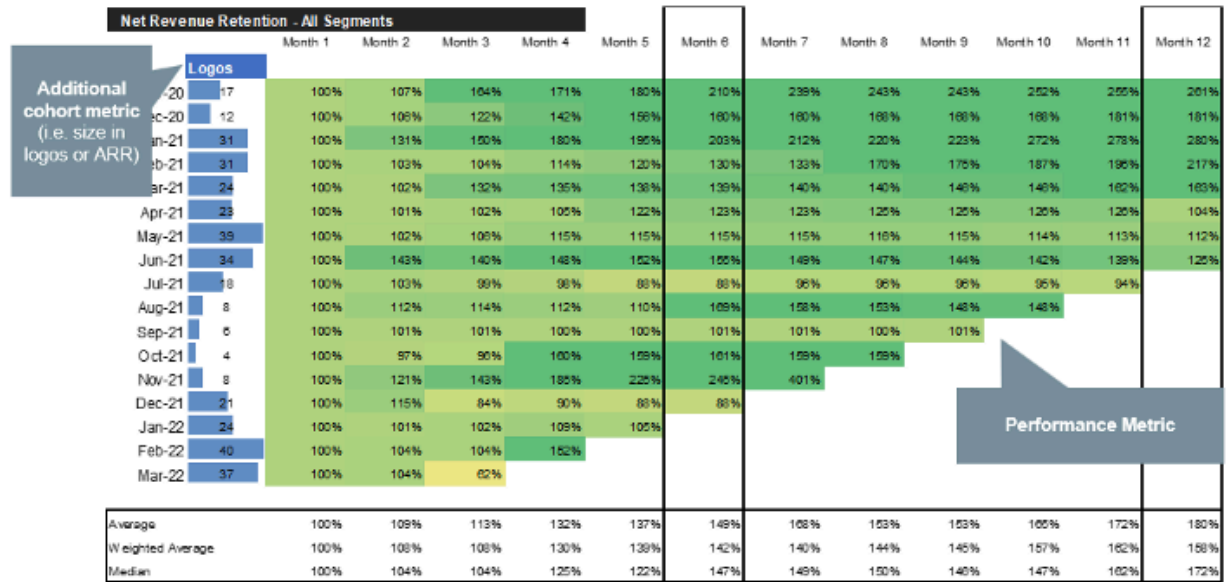 Net Revenue Retention - All Segments
Month 1 Month 2 Month 3 Month 4 Month 5 Month 6 Month 7 Month 8 Month 9 Month 10 Month 11 Month 12
Logos
Additional
cohort metric
(i.e. size in
logos or ARR)
-20 17 100% 107% 164% 171% 180% 210% 239% 243% 243% 252% 255% 261%
c-20 12 100% 106% 122% 142% 156% 160% 160% 168% 168% 168% 181% 181%
n-21 31 100% 131% 150% 180% 195% 203% 212% 220% 223% 272% 278% 280%
b-21 31 100% 103% 104% 114% 120% 130% 133% 170% 175% 187% 196% 217%
ar-21 24 100% 102% 132% 135% 138% 139% 140% 140% 146% 146% 162% 163%
Apr-21 23 100% 101% 102% 105% 122% 123% 123% 125% 125% 126% 126% 104%
May-21 39 100% 102% 106% 115% 115% 115% 115% 116% 115% 114% 113% 112%
Jun-21 34 100% 143% 140% 148% 152% 155% 149% 147% 144% 142% 139% 125%
Jul-21 18 100% 103% 99% 98% 88% 88% 96% 96% 96% 95% 94%
Aug-21 8 100% 112% 114% 112% 110% 169% 158% 153% 148% 148%
Sep-21 6 100% 101% 101% 100% 100% 101% 101% 100% 101%
Oct-21 4 100% 97% 96% 160% 159% 161% 159% 159%
Nov-21 8 100% 121% 143% 185% 225% 245% 401%
Dec-21 21 100% 115% 84% 90% 88% 88%
Jan-22 24 100% 101% 102% 109% 105%
Feb-22 40 100% 104% 104% 152%
Mar-22 37 100% 104% 62%
Performance Metric
Average 100% 109% 113% 132% 137% 149% 168% 153% 153% 165% 172% 180%
Weighted Average 100% 108% 108% 130% 139% 142% 140% 144% 145% 157% 162% 158%
Median 100% 104% 104% 125% 122% 147% 149% 150% 146% 147% 162% 172%